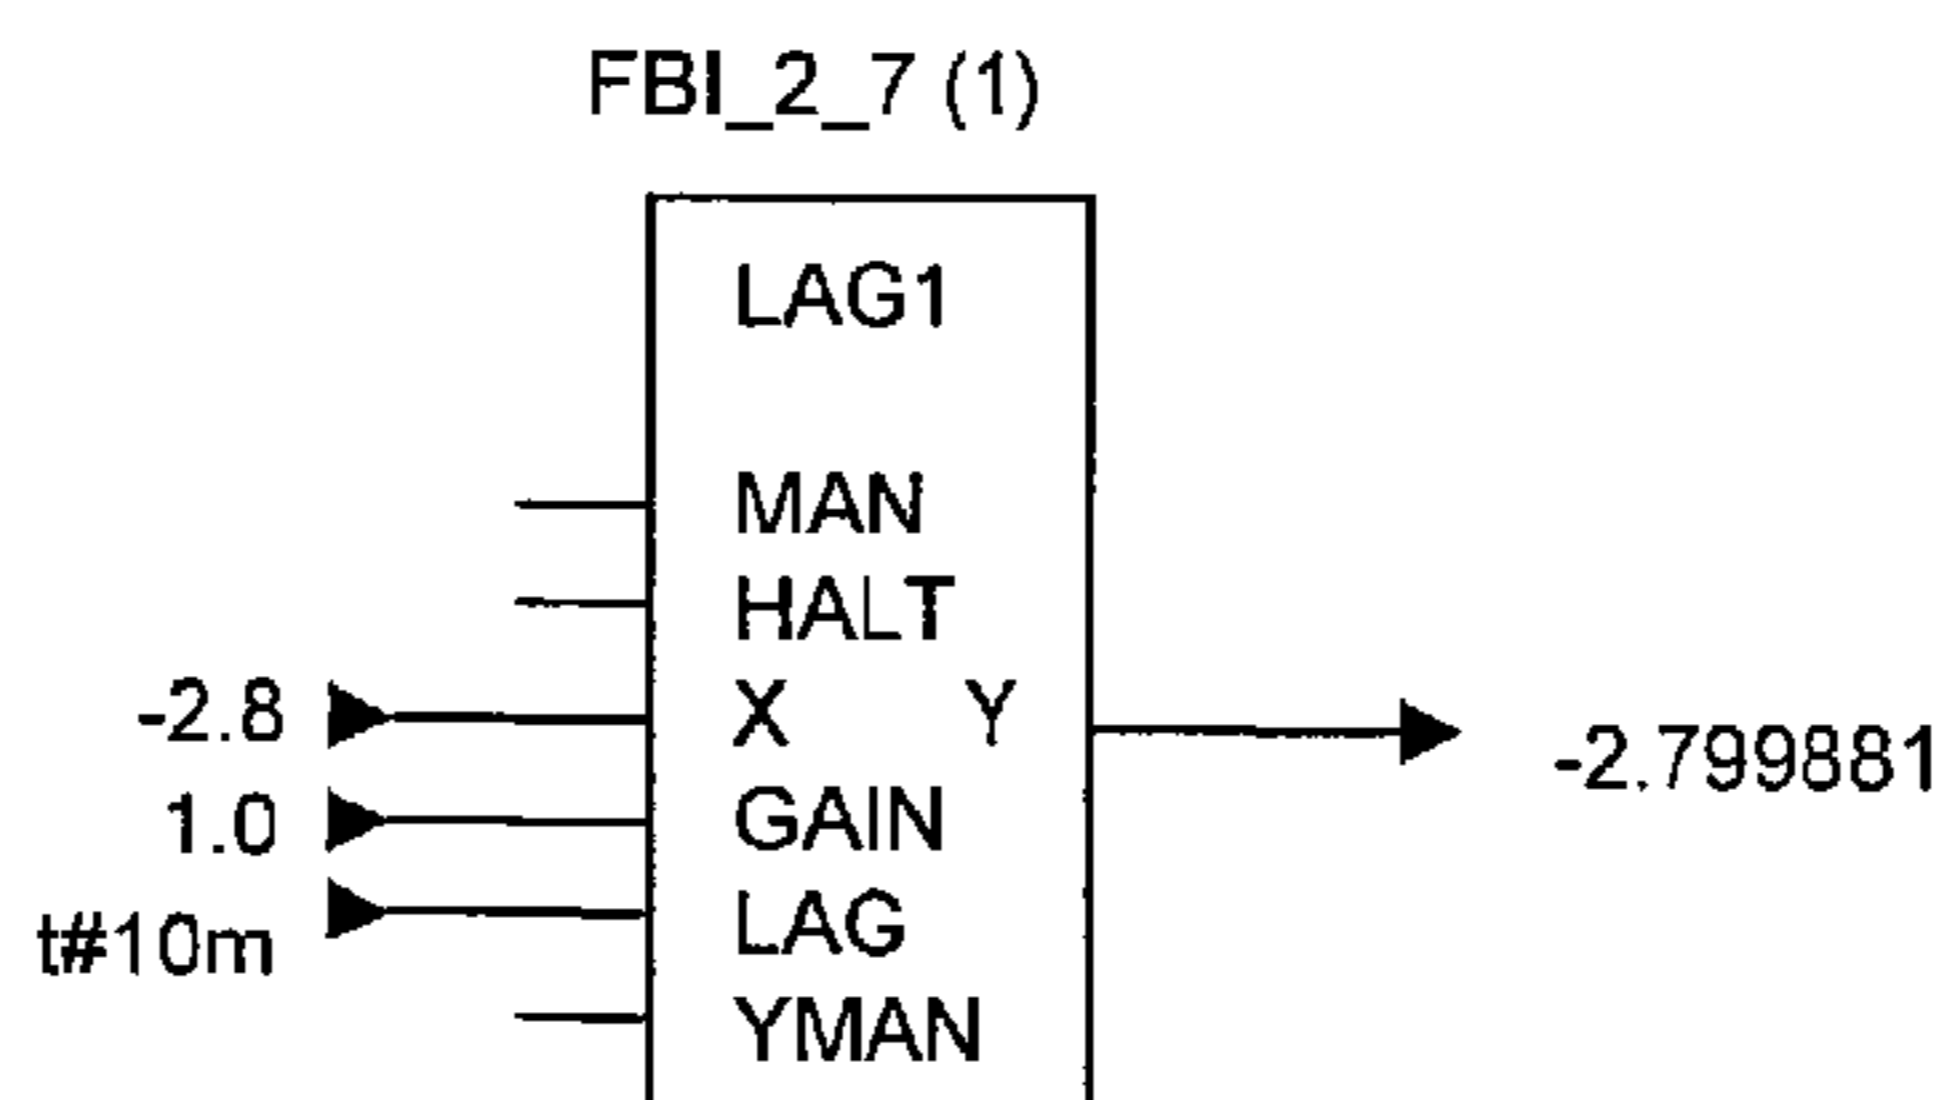 FBI_2_7 (1)
LAG1
MAN
HALT
-2.8 X Y -2.799881
1.0 GAIN
t#10m LAG
YMAN